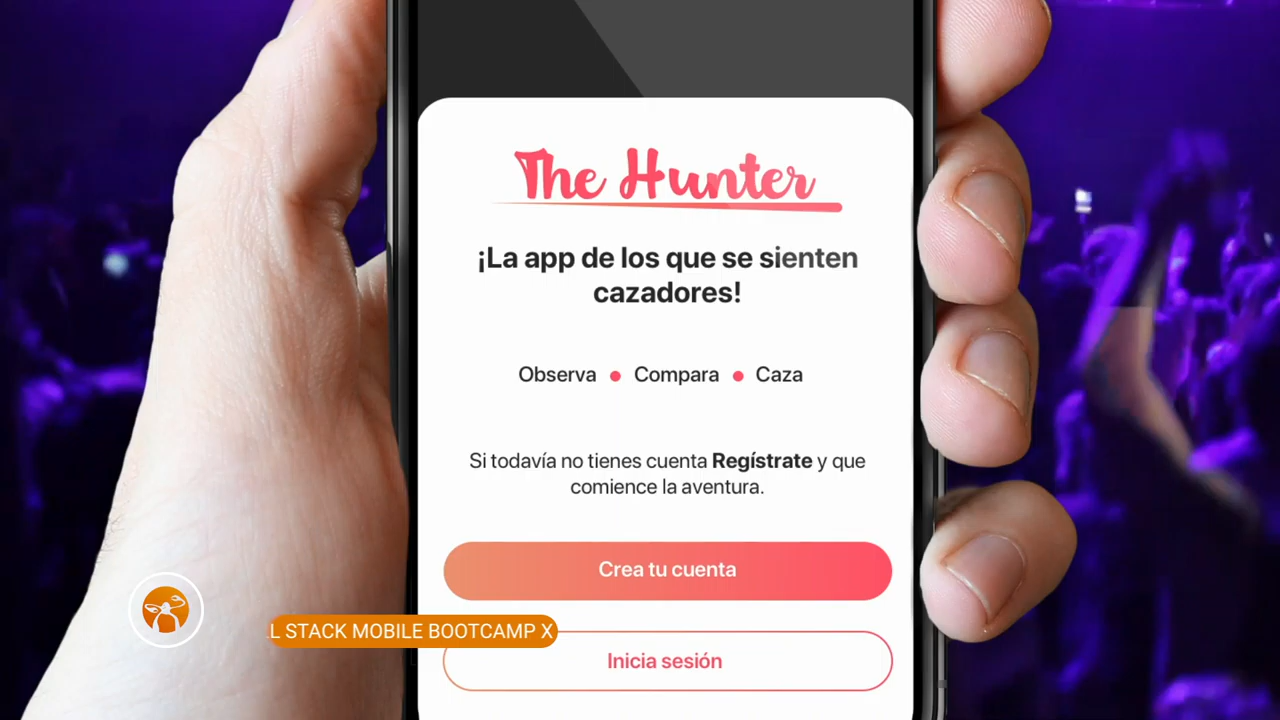 The Hunter
¡La app de los que se sienten
cazadores!
Observa • Compara • Caza
Si todavía no tienes cuenta Regístrate y que
comience la aventura.
Crea tu cuenta
L STACK MOBILE BOOTCAMP X
Inicia sesión